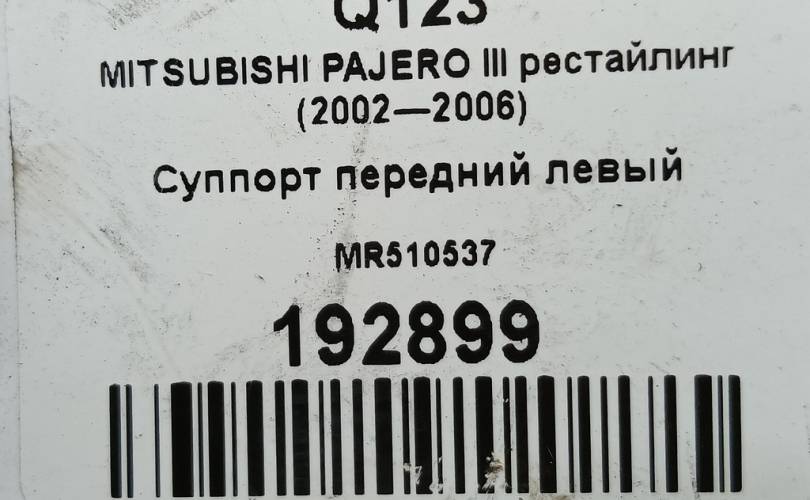 Q123
MITSUBISHI PAJERO III рестайлинг
(2002—2006)
Суппорт передний левый
MR510537
192899